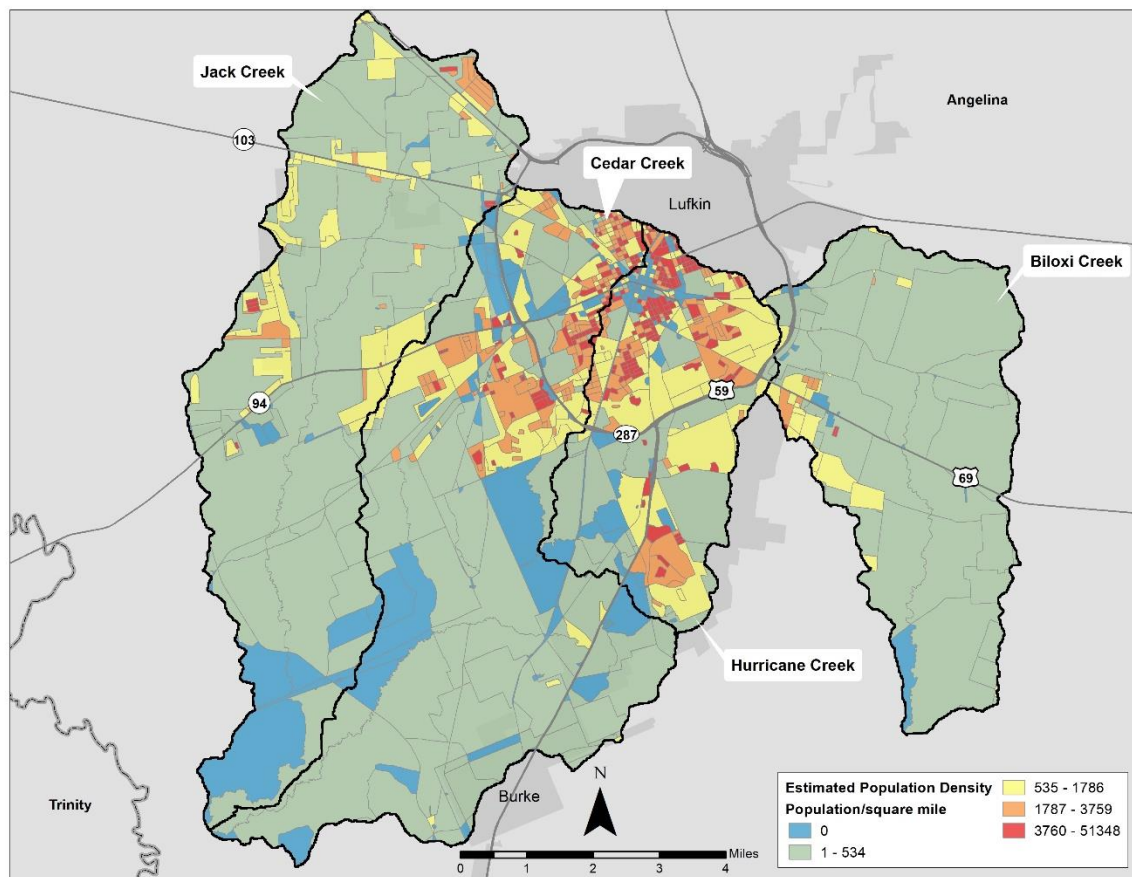 Jack Creek
Angelina
103
Cedar Creek
Lufkin
Biloxi Creek
94
59
287
69
Hurricane Creek
Trinity
Burke
N
Miles
0 1 2 3 4
Estimated Population Density
Population/square mile
0
1 - 534
535 - 1786
1787 - 3759
3760 - 51348